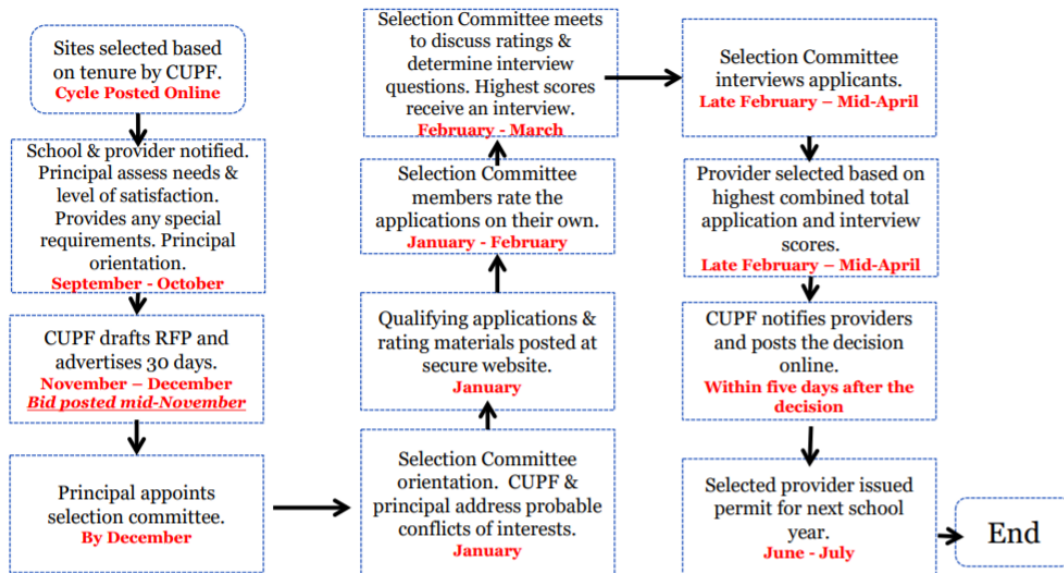 Sites selected based
on tenure by CUPF.
Cycle Posted Online
School & provider notified.
Principal assess needs &
level of satisfaction.
Provides any special
requirements. Principal
orientation.
September - October
CUPF drafts RFP and
advertises 30 days.
November – December
Bid posted mid-November
Principal appoints
selection committee.
By December
Selection Committee
orientation. CUPF &
principal address probable
conflicts of interests.
January
Qualifying applications &
rating materials posted at
secure website.
January
Selection Committee
members rate the
applications on their own.
January - February
Selection Committee meets
to discuss ratings &
determine interview
questions. Highest scores
receive an interview.
February - March
Selection Committee
interviews applicants.
Late February – Mid-April
Provider selected based on
highest combined total
application and interview
scores.
Late February – Mid-April
CUPF notifies providers
and posts the decision
online.
Within five days after the
decision
Selected provider issued
permit for next school
year.
June - July
End